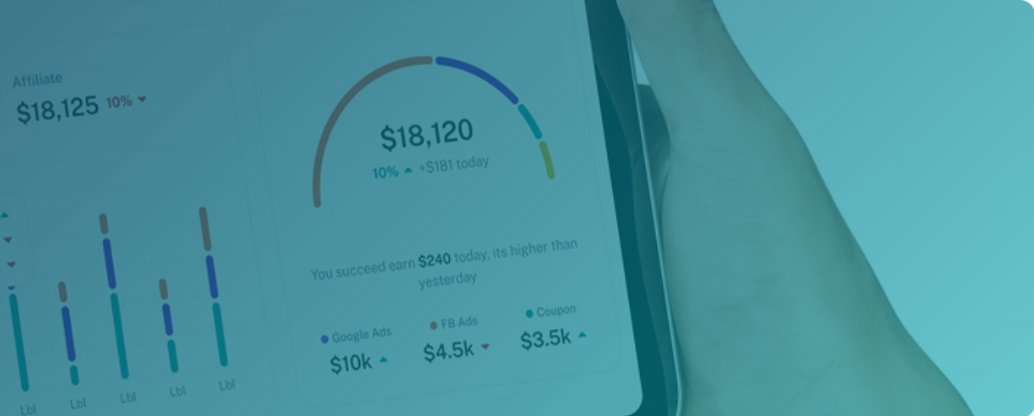 Affiliate
$18,125 10%
$18,120
10% +$181 today
You succeed earn $240 today, its higher than
yesterday
Google Ads
$10k
FB Ads
$4.5k
Coupon
$3.5k
Lbl Lbl Lbl Lbl Lbl